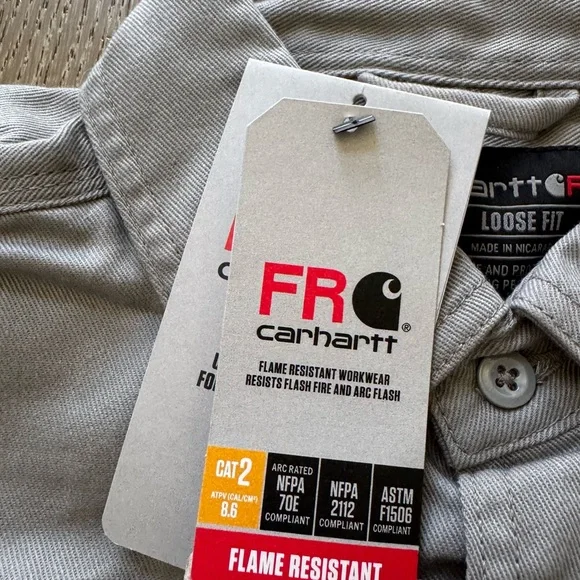 FR
carhartt®
FLAME RESISTANT WORKWEAR
RESISTS FLASH FIRE AND ARC FLASH
CAT 2
ATPV (CAL/CM²)
8.6
ARC RATED
NFPA
70E
COMPLIANT
NFPA
2112
COMPLIANT
ASTM
F1506
COMPLIANT
FLAME RESISTANT
LOOSE FIT
MADE IN
AND